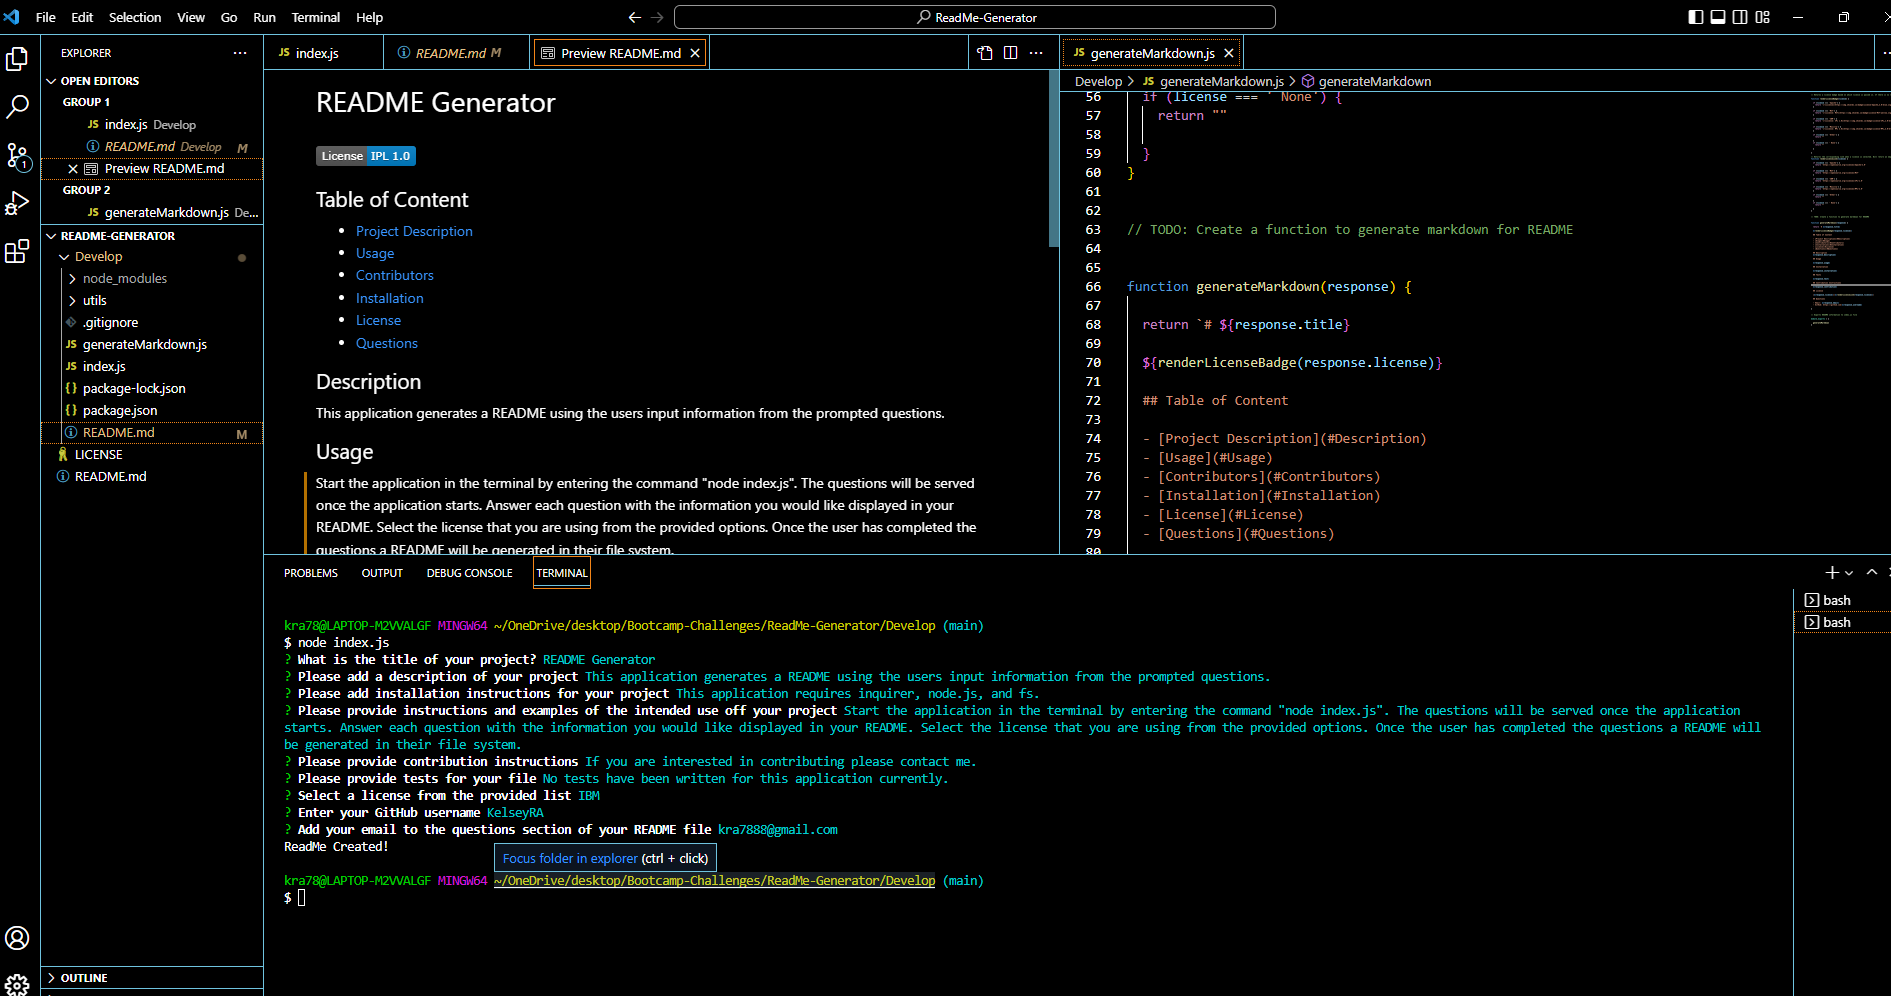 File Edit Selection View Go Run Terminal Help
ReadMe-Generator
EXPLORER
OPEN EDITORS
GROUP 1
JS index.js Develop
README.md Develop M
Preview README.md
GROUP 2
JS generateMarkdown.js De...
README-GENERATOR
Develop
node_modules
utils
.gitignore
JS generateMarkdown.js
JS index.js
{} package-lock.json
{} package.json
README.md M
LICENSE
README.md
OUTLINE
1
JS index.js
README.md M
Preview README.md
README Generator
License IPL 1.0
Table of Content
• Project Description
• Usage
• Contributors
• Installation
• License
• Questions
Description
This application generates a README using the users input information from the prompted questions.
Usage
Start the application in the terminal by entering the command "node index.js". The questions will be served
once the application starts. Answer each question with the information you would like displayed in your
README. Select the license that you are using from the provided options. Once the user has completed the
questions a README will be generated in their file system.
JS generateMarkdown.js
Develop > JS generateMarkdown.js > generateMarkdown
56 if (license === ' None') {
57 return ""
58
59 }
60 }
61
62
63 // TODO: Create a function to generate markdown for README
64
65
66 function generateMarkdown(response) {
67
68 return `# ${response.title}
69
70 ${renderLicenseBadge(response.license)}
71
72 ## Table of Content
73
74 - [Project Description](#Description)
75 - [Usage](#Usage)
76 - [Contributors](#Contributors)
77 - [Installation](#Installation)
78 - [License](#License)
79 - [Questions](#Questions)
80
PROBLEMS OUTPUT DEBUG CONSOLE TERMINAL
bash
bash
kra78@LAPTOP-M2VVALGF MINGW64 ~/OneDrive/desktop/Bootcamp-Challenges/ReadMe-Generator/Develop (main)
$ node index.js
? What is the title of your project? README Generator
? Please add a description of your project This application generates a README using the users input information from the prompted questions.
? Please add installation instructions for your project This application requires inquirer, node.js, and fs.
? Please provide instructions and examples of the intended use off your project Start the application in the terminal by entering the command "node index.js". The questions will be served once the application
starts. Answer each question with the information you would like displayed in your README. Select the license that you are using from the provided options. Once the user has completed the questions a README will
be generated in their file system.
? Please provide contribution instructions If you are interested in contributing please contact me.
? Please provide tests for your file No tests have been written for this application currently.
? Select a license from the provided list IBM
? Enter your GitHub username KelseyRA
? Add your email to the questions section of your README file kra7888@gmail.com
ReadMe Created!
Focus folder in explorer (ctrl + click)
kra78@LAPTOP-M2VVALGF MINGW64 ~/OneDrive/desktop/Bootcamp-Challenges/ReadMe-Generator/Develop (main)
$